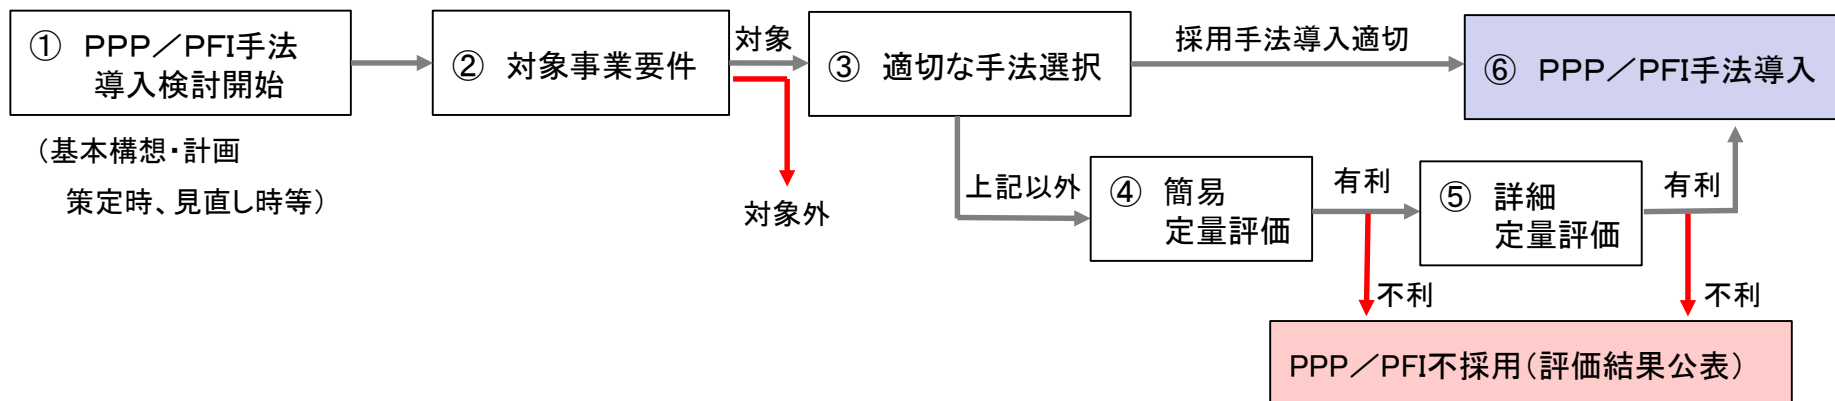 ① PPP／PFI手法
導入検討開始
（基本構想・計画
策定時、見直し時等）
② 対象事業要件
対象
対象外
③ 適切な手法選択
採用手法導入適切
上記以外
④ 簡易
定量評価
有利
不利
⑤ 詳細
定量評価
有利
不利
⑥ PPP／PFI手法導入
PPP／PFI不採用（評価結果公表）